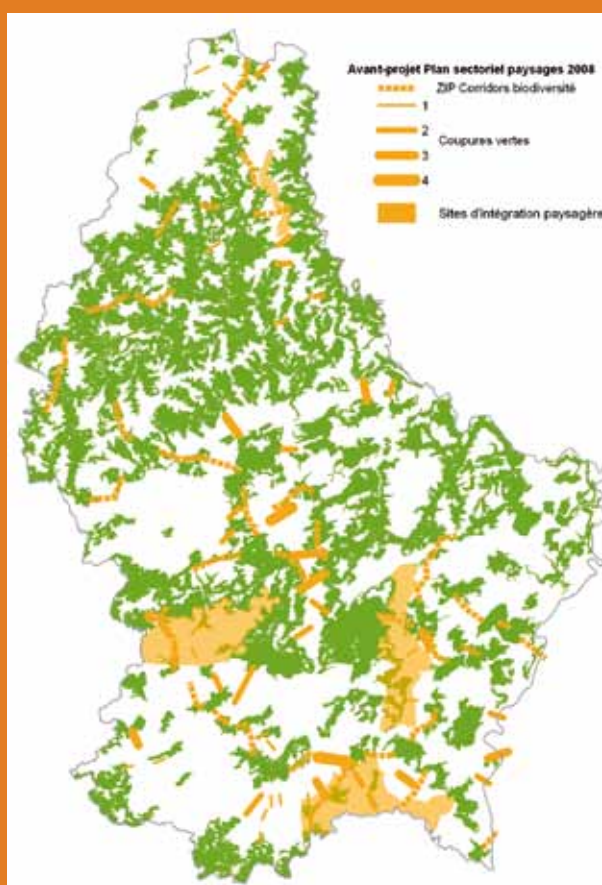 Avant-projet Plan sectoriel paysages 2008
ZIP Corridors biodiversité
1
2
Coupures vertes
3
4
Sites d'intégration paysagère